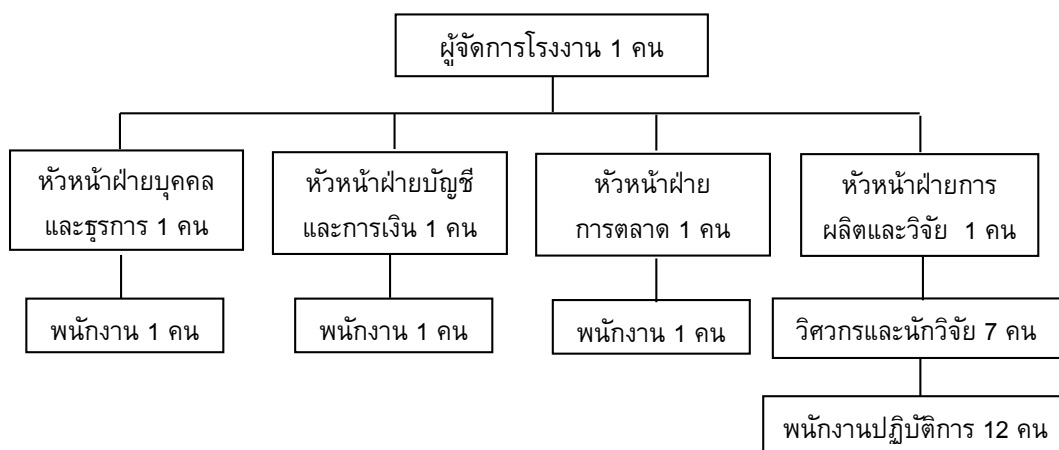 ผู้จัดการโรงงาน 1 คน
หัวหน้าฝ่ายบุคคล
และธุรการ 1 คน
หัวหน้าฝ่ายบัญชี
และการเงิน 1 คน
หัวหน้าฝ่าย
การตลาด 1 คน
หัวหน้าฝ่ายการ
ผลิตและวิจัย 1 คน
พนักงาน 1 คน
พนักงาน 1 คน
พนักงาน 1 คน
วิศวกรและนักวิจัย 7 คน
พนักงานปฏิบัติการ 12 คน